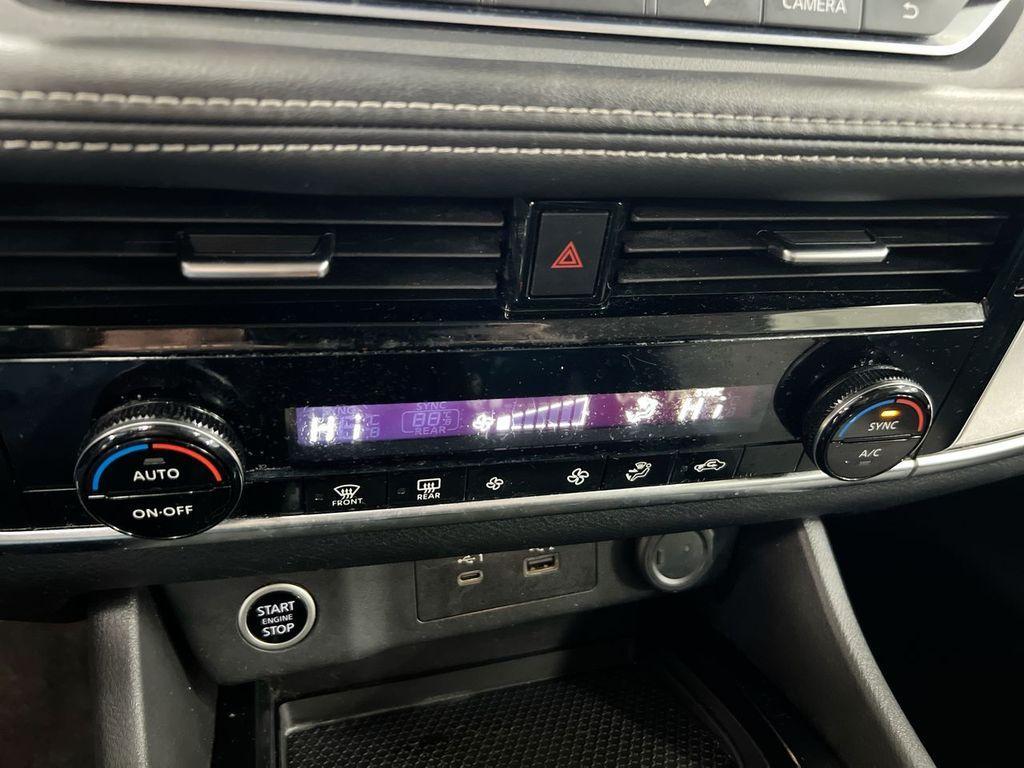 CAMERA
SYNC
HI
REAR
Hi
AUTO
ON·OFF
FRONT
REAR
SYNC
A/C
START
ENGINE
STOP